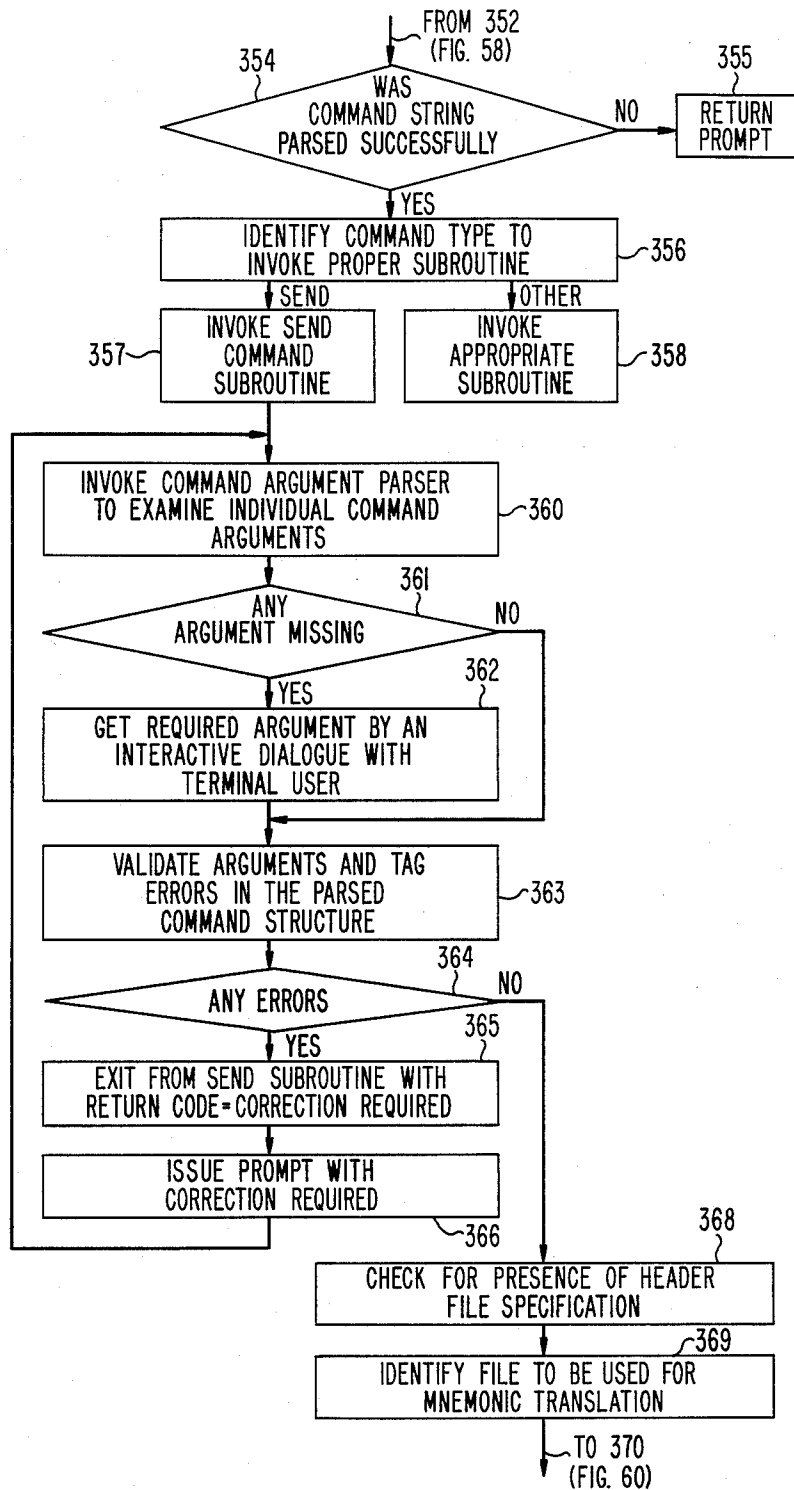 FROM 352
(FIG. 58)
354
WAS
COMMAND STRING
PARSED SUCCESSFULLY
NO
355
RETURN
PROMPT
YES
IDENTIFY COMMAND TYPE TO
INVOKE PROPER SUBROUTINE
356
SEND
OTHER
357
INVOKE SEND
COMMAND
SUBROUTINE
INVOKE
APPROPRIATE
SUBROUTINE
358
INVOKE COMMAND ARGUMENT PARSER
TO EXAMINE INDIVIDUAL COMMAND
ARGUMENTS
360
361
ANY
ARGUMENT MISSING
NO
YES
362
GET REQUIRED ARGUMENT BY AN
INTERACTIVE DIALOGUE WITH
TERMINAL USER
VALIDATE ARGUMENTS AND TAG
ERRORS IN THE PARSED
COMMAND STRUCTURE
363
364
ANY ERRORS
NO
YES
365
EXIT FROM SEND SUBROUTINE WITH
RETURN CODE=CORRECTION REQUIRED
ISSUE PROMPT WITH
CORRECTION REQUIRED
366
368
CHECK FOR PRESENCE OF HEADER
FILE SPECIFICATION
369
IDENTIFY FILE TO BE USED FOR
MNEMONIC TRANSLATION
TO 370
(FIG. 60)